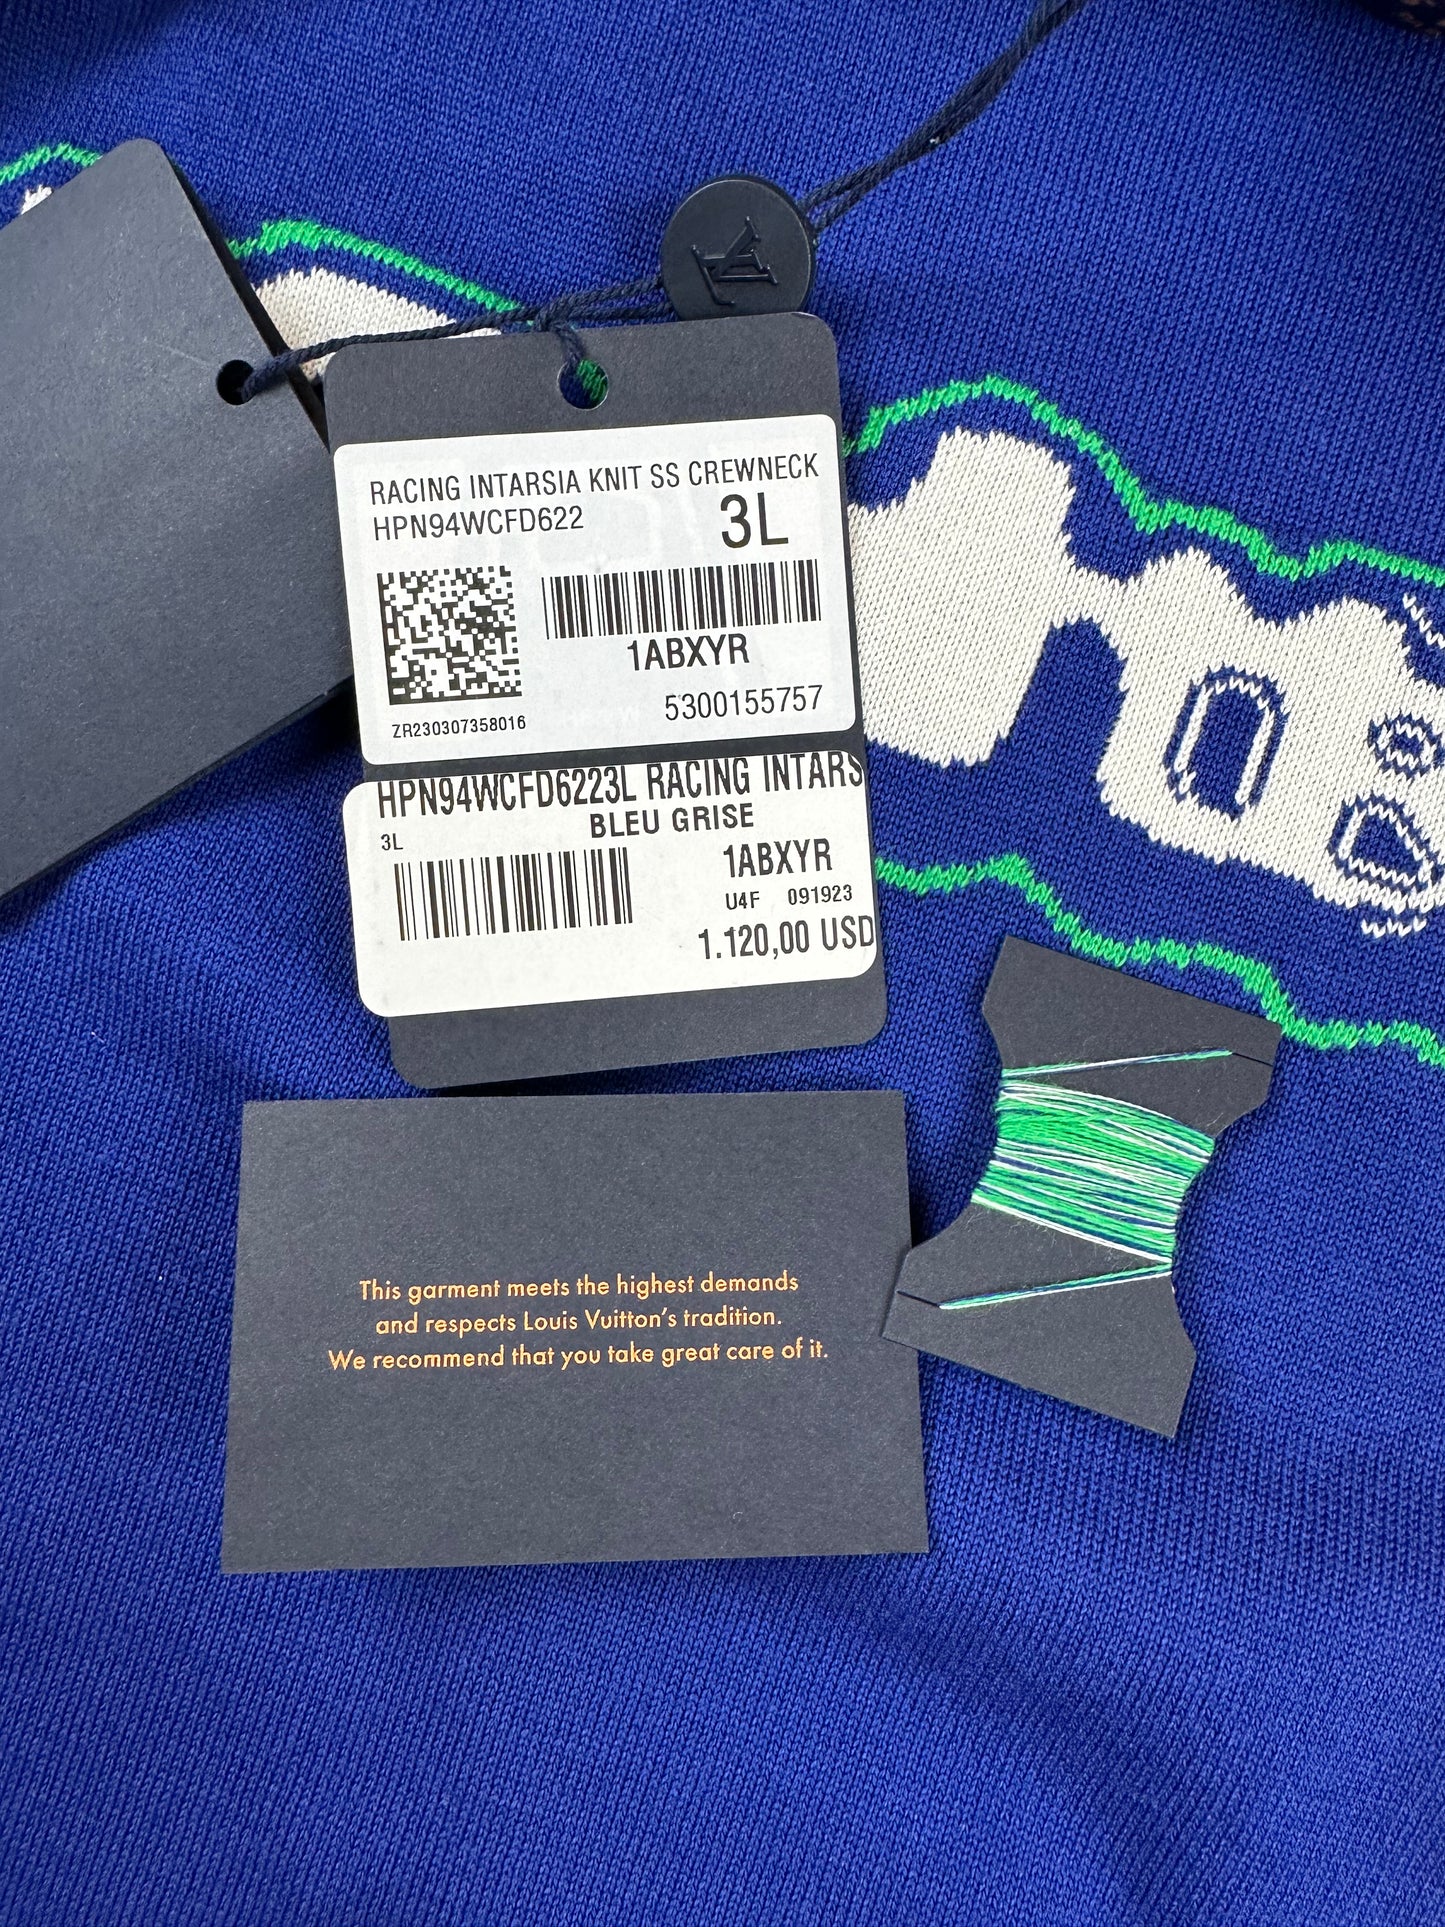 RACING INTARSIA KNIT SS CREWNECK
HPN94WCFD622
3L
1ABXYR
ZR230307358016
5300155757
HPN94WCFD6223L RACING INTARS
BLEU GRISE
3L
1ABXYR
U4F 091923
1.120,00 USD
This garment meets the highest demands
and respects Louis Vuitton's tradition.
We recommend that you take great care of it.
LV